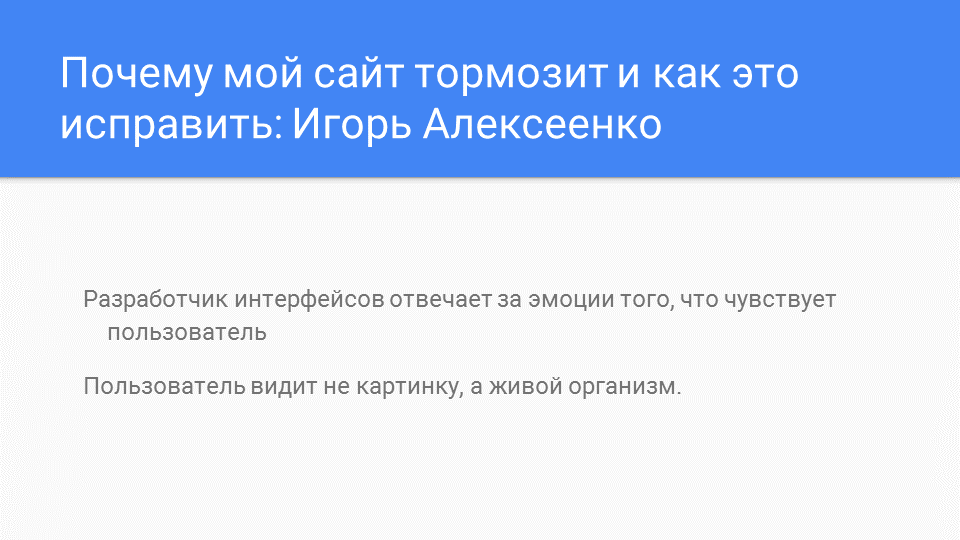 Почему мой сайт тормозит и как это
исправить: Игорь Алексеенко
Разработчик интерфейсов отвечает за эмоции того, что чувствует
пользователь
Пользователь видит не картинку, а живой организм.